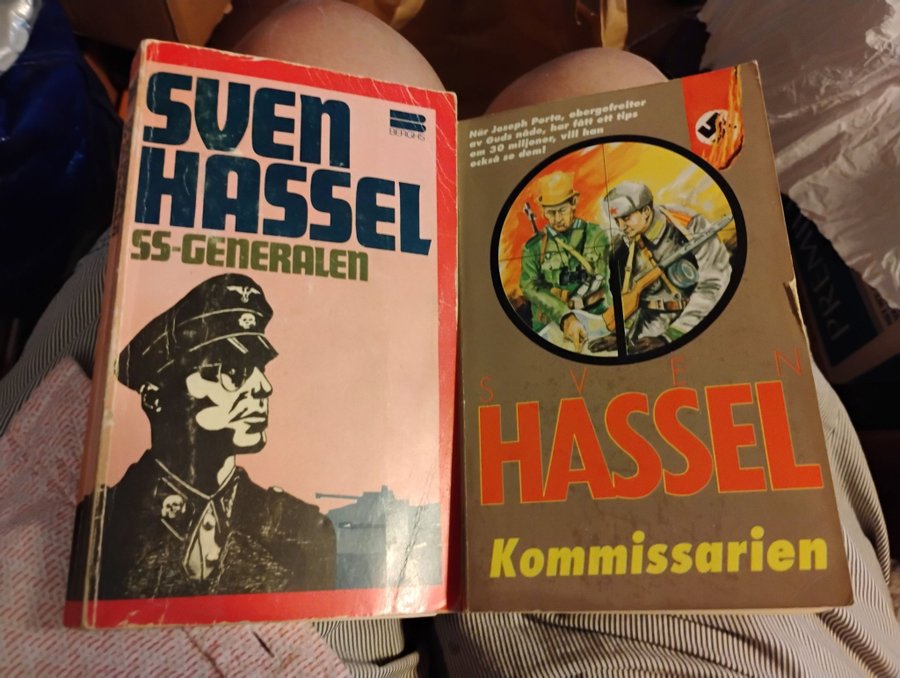 SVEN
HASSEL
BERGHS
SS-GENERALEN
När Joseph Porta, obergefreiter
av Guds nåde, har fått ett tips
om 30 miljoner, vill han
också se dem!
SVEN
HASSEL
Kommissarien
PREMI